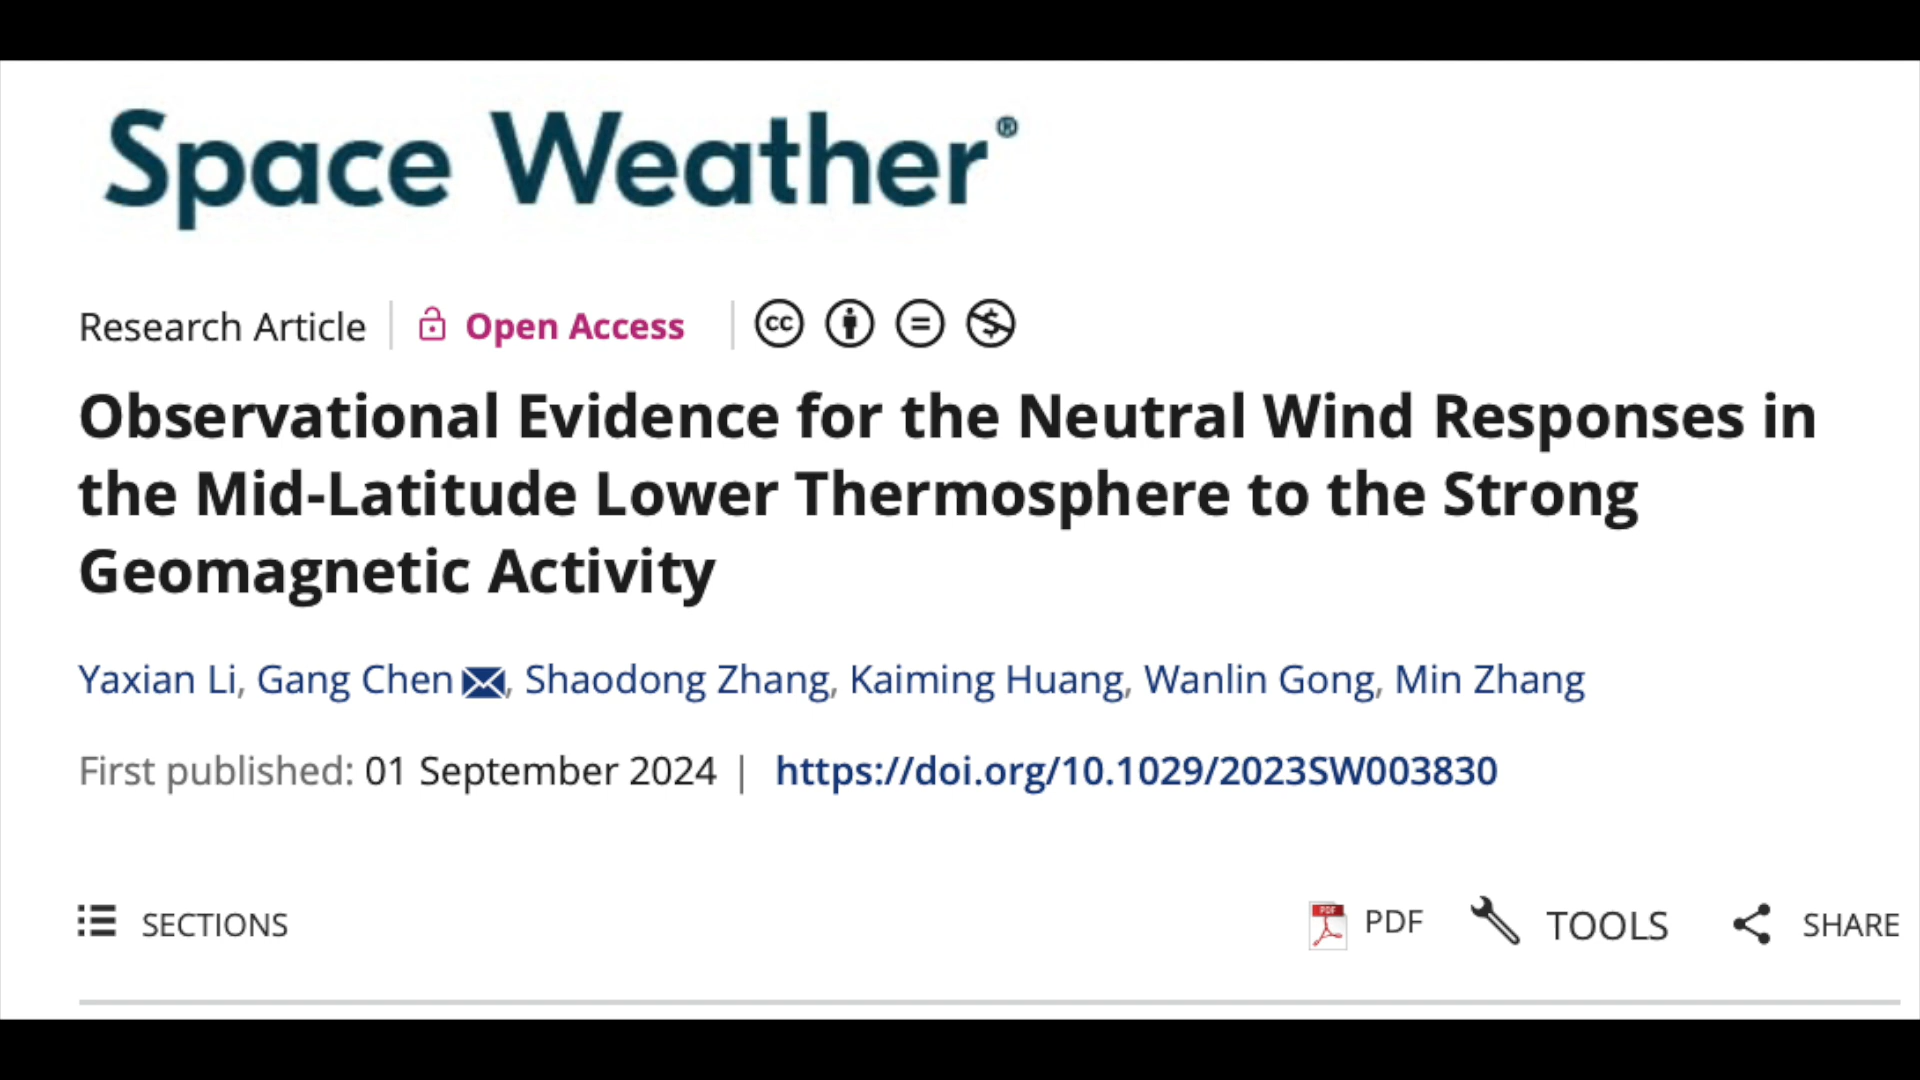 Space Weather®
Research Article | Open Access | cc
Observational Evidence for the Neutral Wind Responses in
the Mid-Latitude Lower Thermosphere to the Strong
Geomagnetic Activity
Yaxian Li, Gang Chen, Shaodong Zhang, Kaiming Huang, Wanlin Gong, Min Zhang
First published: 01 September 2024 | https://doi.org/10.1029/2023SW003830
SECTIONS PDF PDF TOOLS SHARE